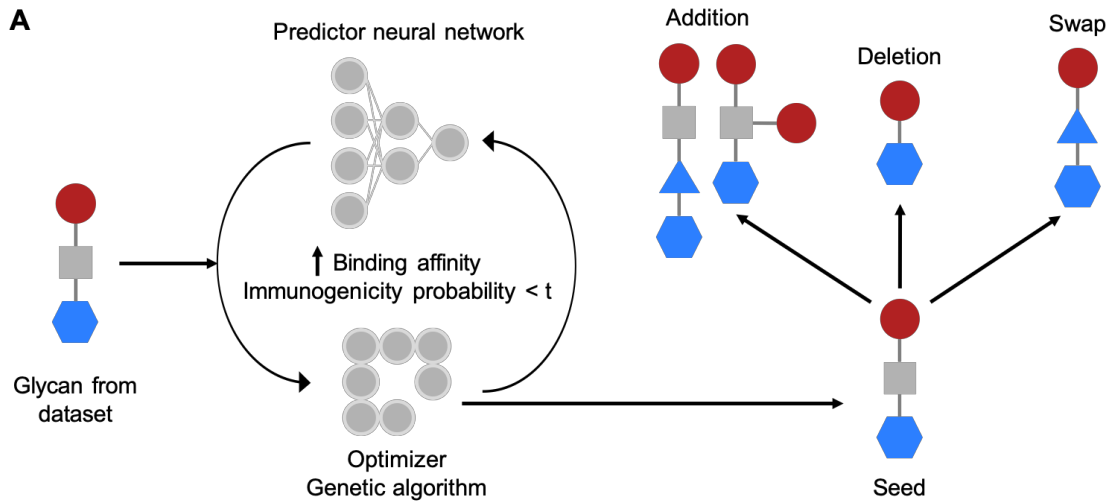 A
Predictor neural network
Addition
Deletion
Swap
Binding affinity
Immunogenicity probability < t
Glycan from
dataset
Optimizer
Genetic algorithm
Seed